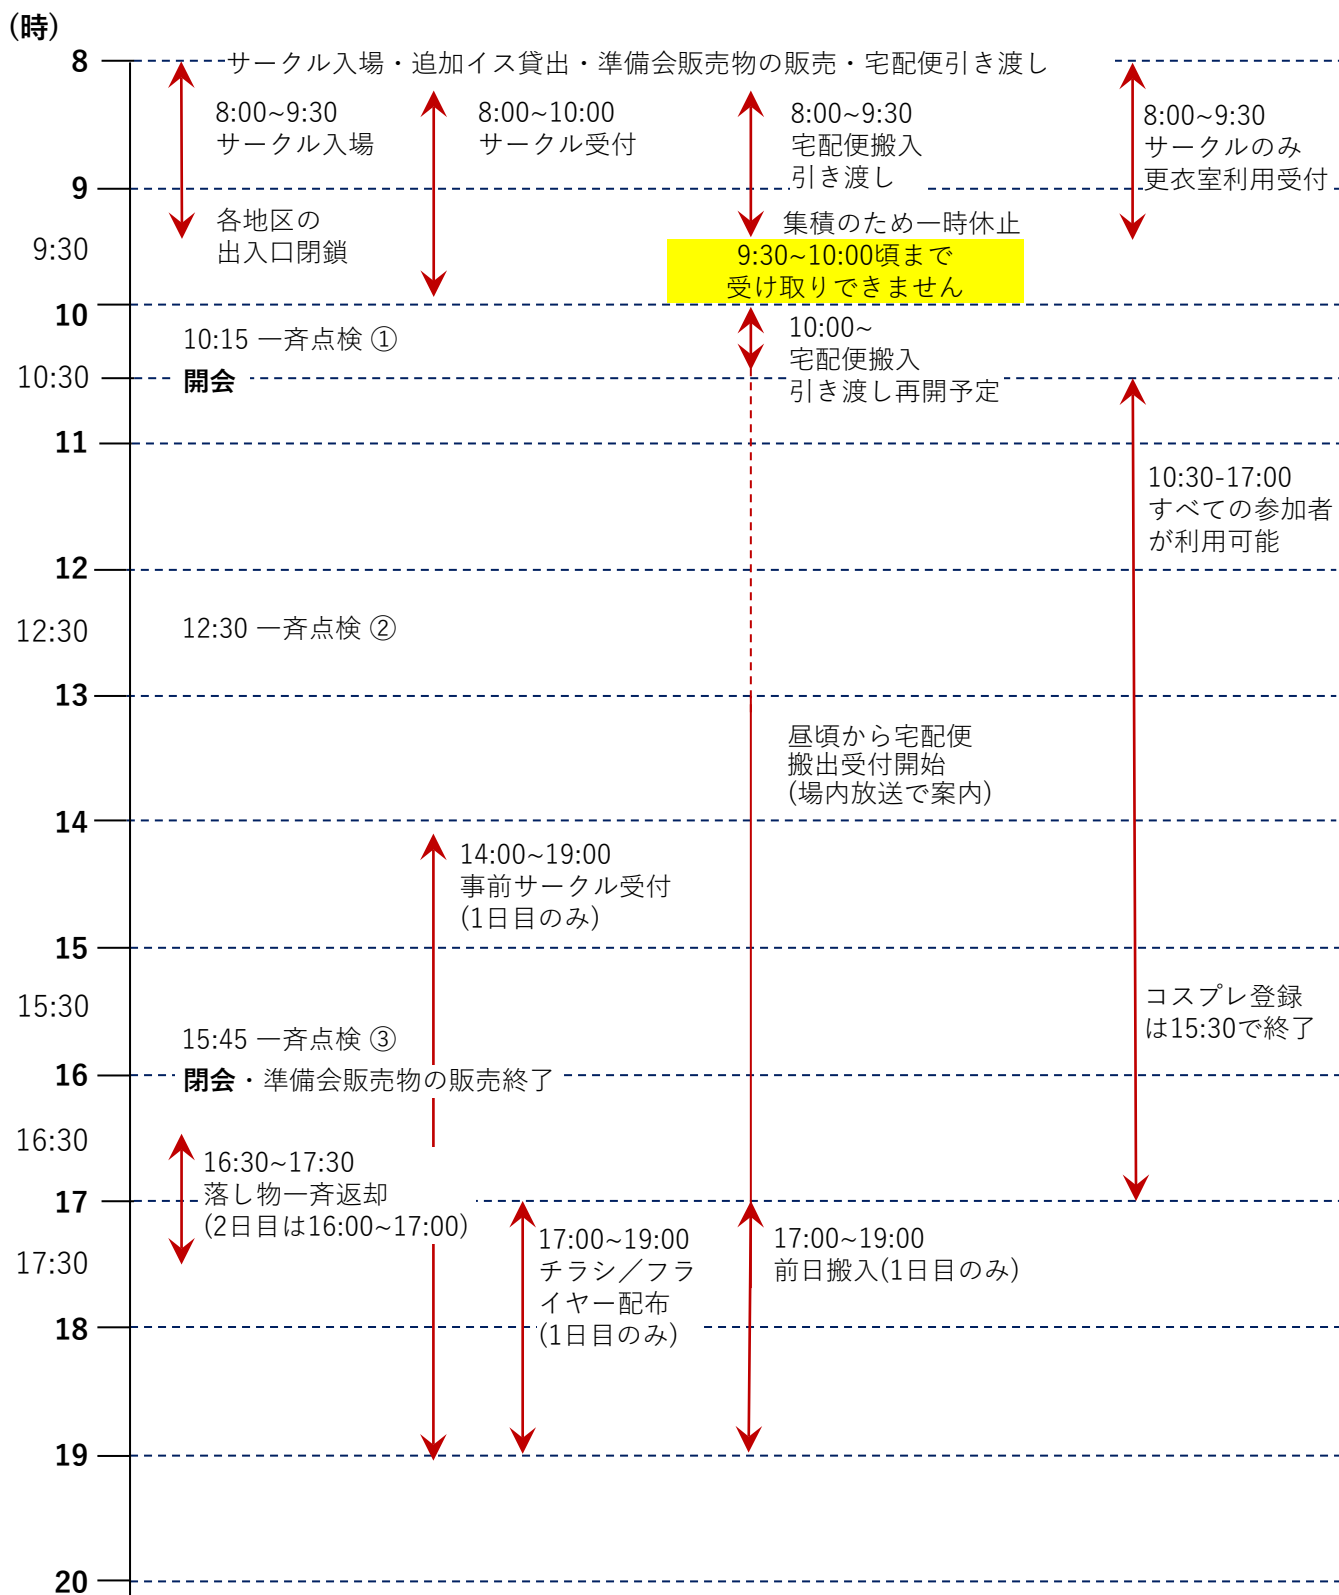 (時)
8
サークル入場・追加イス貸出・準備会販売物の販売・宅配便引き渡し
8:00~9:30
サークル入場
8:00~10:00
サークル受付
8:00~9:30
宅配便搬入
引き渡し
8:00~9:30
サークルのみ
更衣室利用受付
9
各地区の
出入口閉鎖
集積のため一時休止
9:30
9:30~10:00頃まで
受け取りできません
10
10:15 一斉点検 ①
10:00~
宅配便搬入
引き渡し再開予定
10:30
開会
11
10:30-17:00
すべての参加者
が利用可能
12
12:30
12:30 一斉点検 ②
13
昼頃から宅配便
搬出受付開始
(場内放送で案内)
14
14:00~19:00
事前サークル受付
(1日目のみ)
15
15:30
コスプレ登録
は15:30で終了
15:45 一斉点検 ③
16
閉会・準備会販売物の販売終了
16:30
16:30~17:30
落し物一斉返却
(2日目は16:00~17:00)
17
17:00~19:00
チラシ／フラ
イヤー配布
(1日目のみ)
17:00~19:00
前日搬入(1日目のみ)
17:30
18
19
20